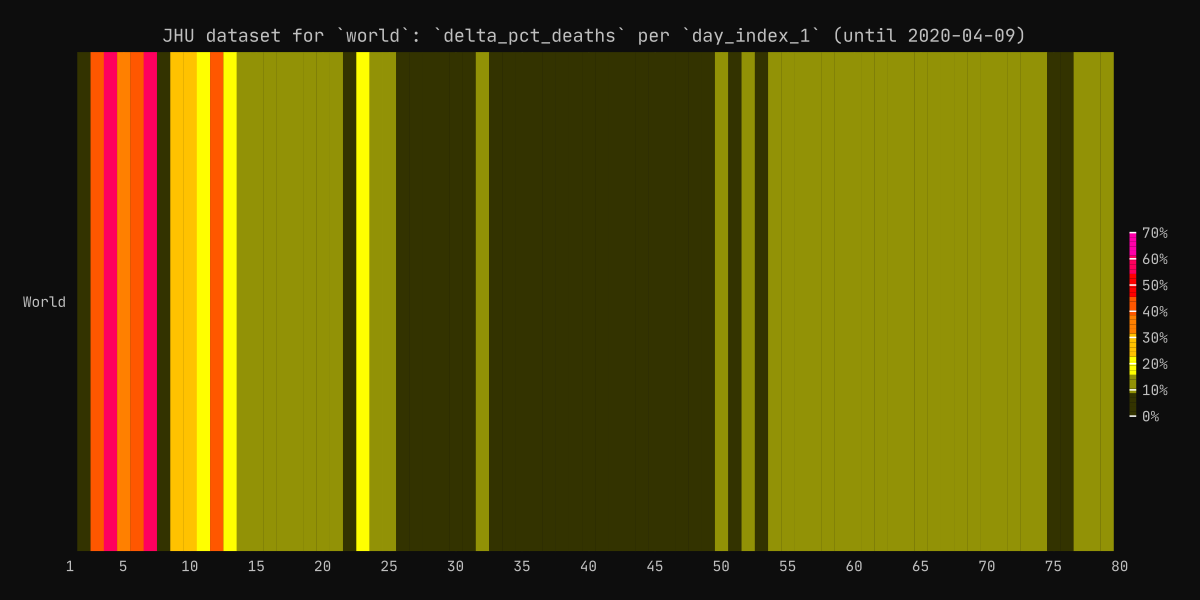 JHU dataset for `world`: `delta_pct_deaths` per `day_index_1` (until 2020-04-09)
70%
60%
50%
40%
30%
20%
10%
0%
World
1 5 10 15 20 25 30 35 40 45 50 55 60 65 70 75 80